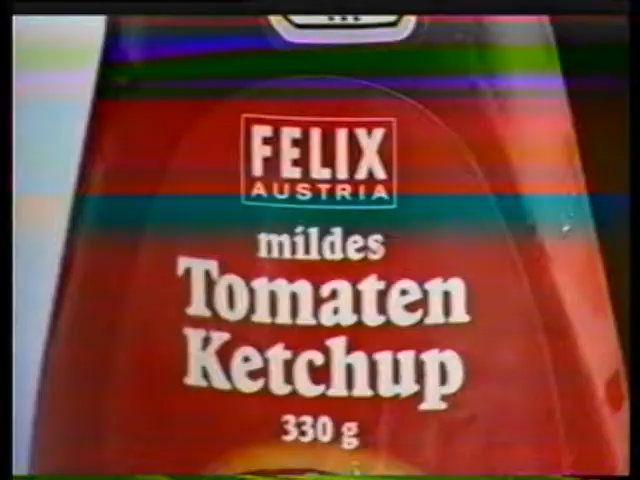 FELIX
AUSTRIA
mildes
Tomaten
Ketchup
330 g